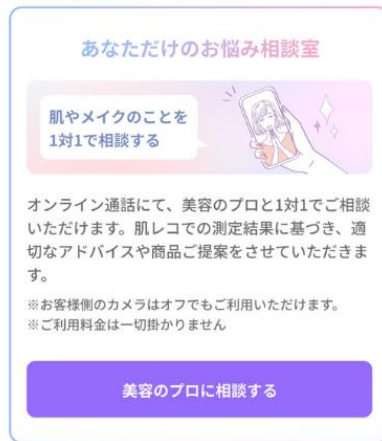 あなただけのお悩み相談室
肌やメイクのことを
1対1で相談する
オンライン通話にて、美容のプロと1対1でご相談
いただけます。肌レコでの測定結果に基づき、適
切なアドバイスや商品ご提案をさせていただきま
す。
※お客様側のカメラはオフでもご利用いただけます。
※ご利用料金は一切掛かりません
美容のプロに相談する